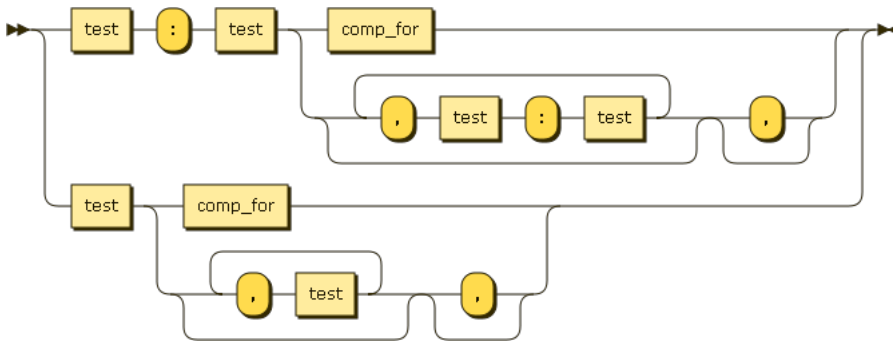 test : test comp_for
, test : test ,
test comp_for
, test ,